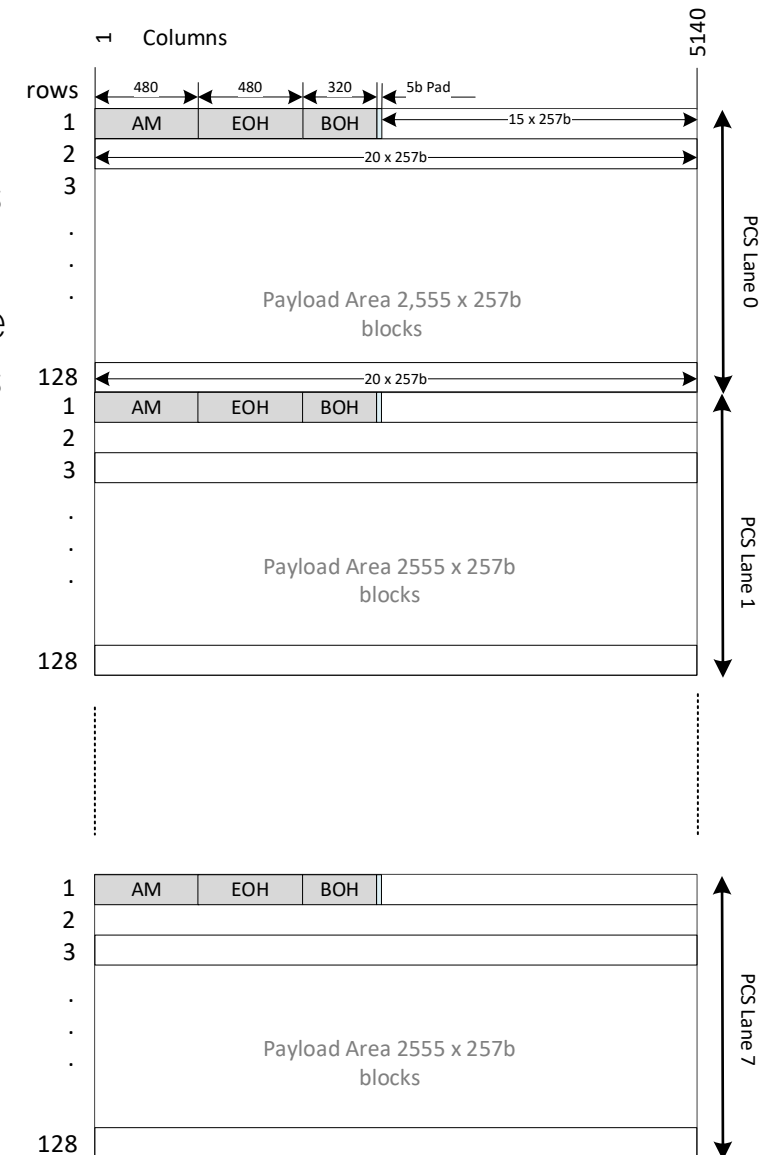 1 Columns 5140
rows 480 480 320 5b Pad
1 AM EOH BOH 15 x 257b
2 20 x 257b
3
.
.
.
Payload Area 2,555 x 257b
blocks
PCS Lane 0
128 20 x 257b
1 AM EOH BOH
2
3
.
.
.
Payload Area 2555 x 257b
blocks
PCS Lane 1
128
1 AM EOH BOH
2
3
.
.
.
Payload Area 2555 x 257b
blocks
PCS Lane 7
128